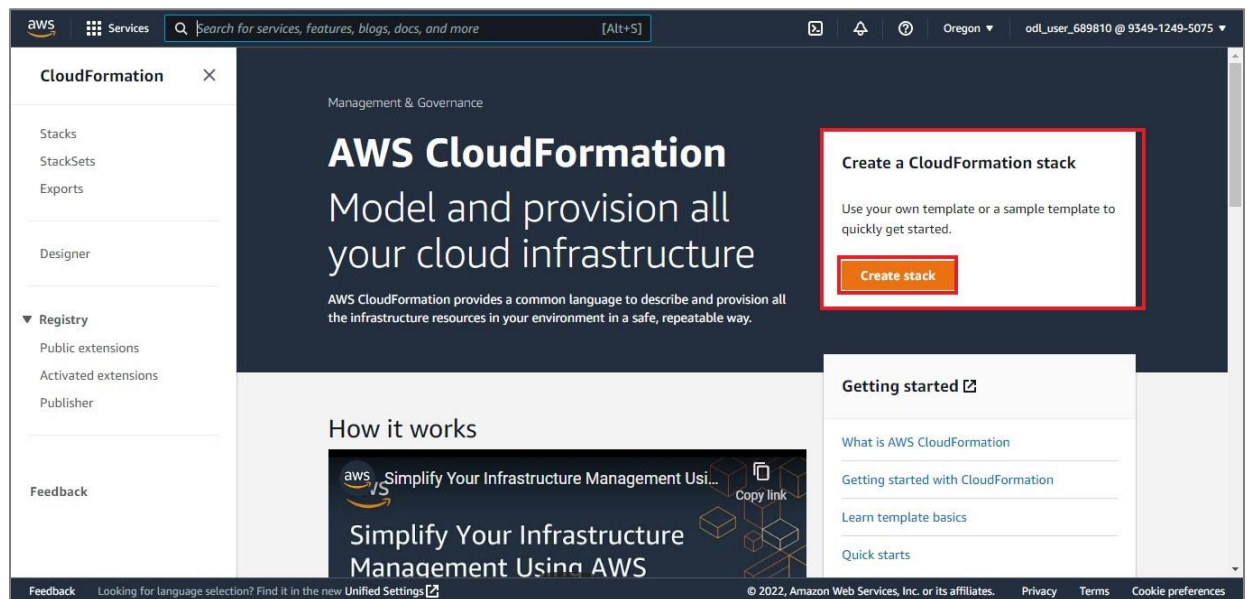 aws
Services
Search for services, features, blogs, docs, and more
[Alt+S]
Oregon ▼
odl_user_689810 @ 9349-1249-5075 ▼
CloudFormation
Stacks
StackSets
Exports
Designer
▼ Registry
Public extensions
Activated extensions
Publisher
Feedback
Management & Governance
AWS CloudFormation
Model and provision all
your cloud infrastructure
AWS CloudFormation provides a common language to describe and provision all
the infrastructure resources in your environment in a safe, repeatable way.
Create a CloudFormation stack
Use your own template or a sample template to
quickly get started.
Create stack
Getting started
What is AWS CloudFormation
Getting started with CloudFormation
Learn template basics
Quick starts
How it works
aws
Simplify Your Infrastructure Management Usi...
Copy link
Simplify Your Infrastructure
Management Using AWS
Feedback
Looking for language selection? Find it in the new Unified Settings
© 2022, Amazon Web Services, Inc. or its affiliates.
Privacy
Terms
Cookie preferences